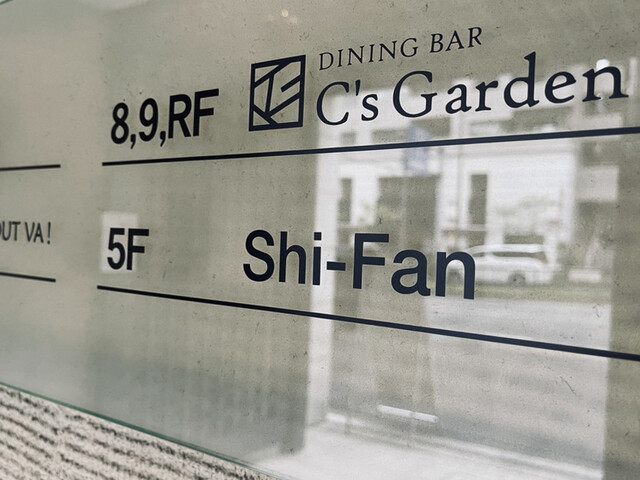 DINING BAR
8,9,RF C's Garden
UT VA!
5F Shi-Fan